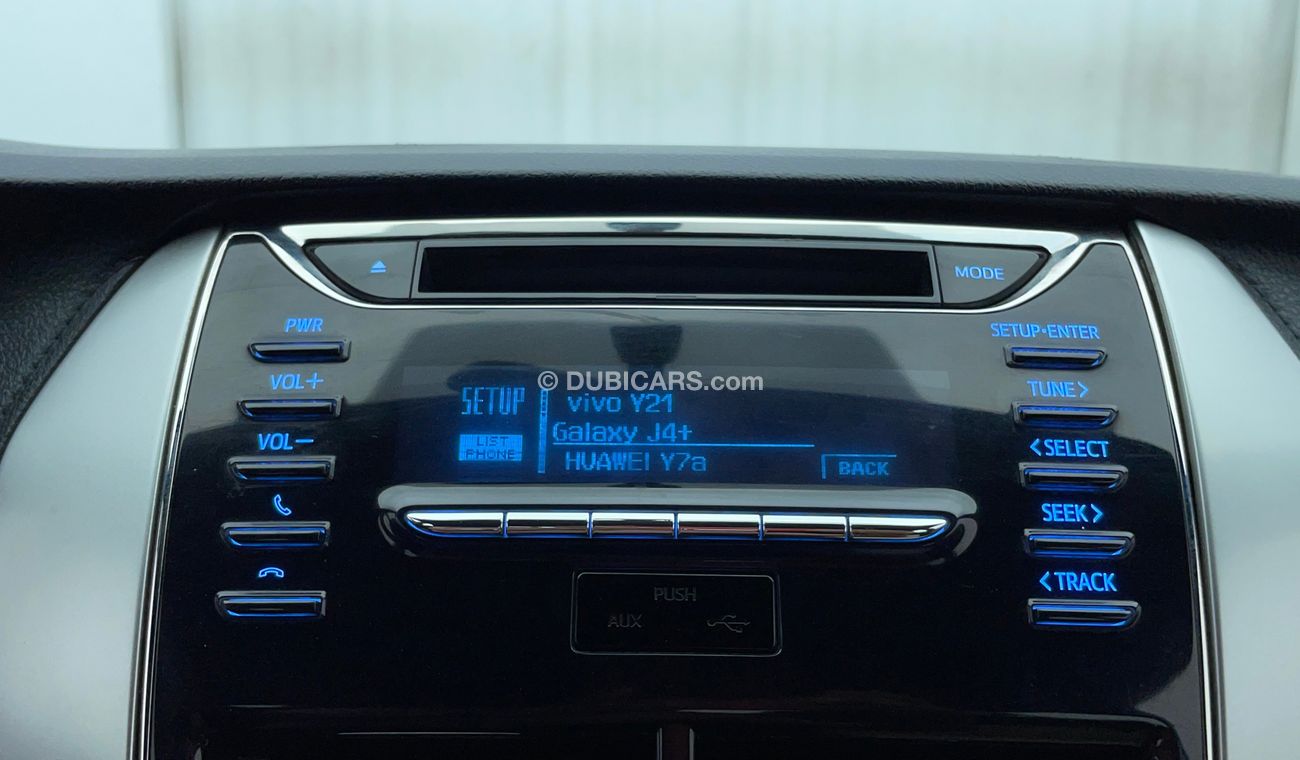 MODE
PWR
SETUP•ENTER
VOL+
TUNE>
VOL-
<SELECT
SEEK>
<TRACK
© DUBICARS.com
SETUP
LIST
PHONE
vivo Y21
Galaxy J4+
HUAWEI Y7a
BACK
PUSH
AUX